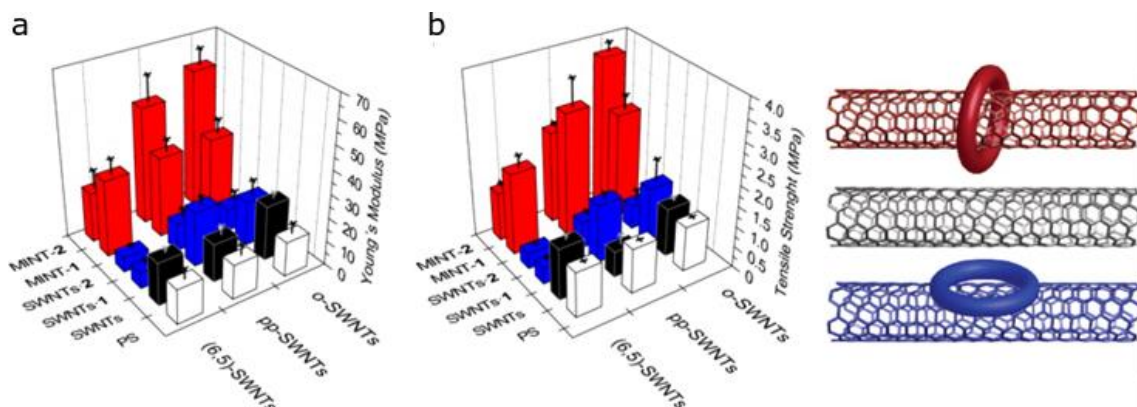 a
70
60
50
40
30
20
10
0
Young´s Modulus (MPa)
MINT-2
MINT-1
SWNTs-2
SWNTs-1
SWNTs
PS
(6,5)-SWNTs
pp-SWNTs
o-SWNTs
b
4.0
3.5
3.0
2.5
2.0
1.5
1.0
0.5
0
Tensile Strenght (MPa)
MINT-2
MINT-1
SWNTs-2
SWNTs-1
SWNTs
PS
(6,5)-SWNTs
pp-SWNTs
o-SWNTs